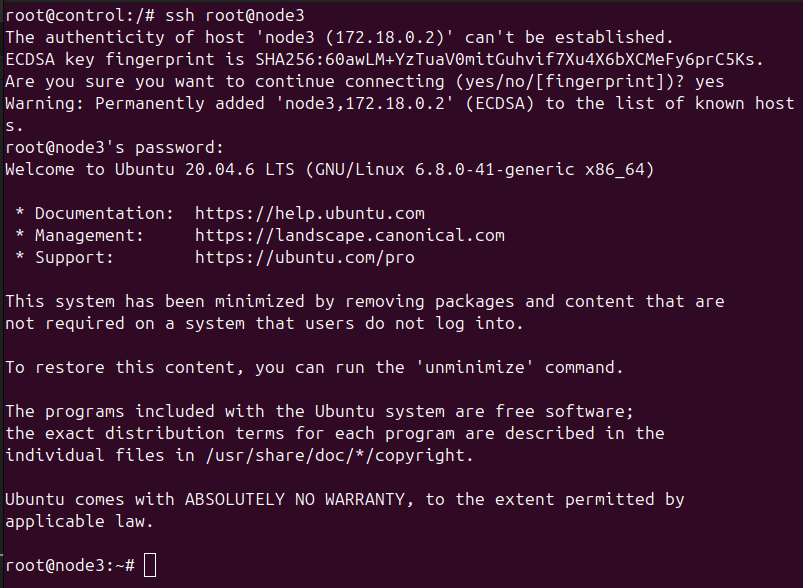 root@control:/# ssh root@node3
The authenticity of host 'node3 (172.18.0.2)' can't be established.
ECDSA key fingerprint is SHA256:60awLM+YzTuaV0mitGuhvif7Xu4X6bXCMeFy6prC5Ks.
Are you sure you want to continue connecting (yes/no/[fingerprint])? yes
Warning: Permanently added 'node3,172.18.0.2' (ECDSA) to the list of known host
s.
root@node3's password:
Welcome to Ubuntu 20.04.6 LTS (GNU/Linux 6.8.0-41-generic x86_64)

 * Documentation:  https://help.ubuntu.com
 * Management:     https://landscape.canonical.com
 * Support:        https://ubuntu.com/pro

This system has been minimized by removing packages and content that are
not required on a system that users do not log into.

To restore this content, you can run the 'unminimize' command.

The programs included with the Ubuntu system are free software;
the exact distribution terms for each program are described in the
individual files in /usr/share/doc/*/copyright.

Ubuntu comes with ABSOLUTELY NO WARRANTY, to the extent permitted by
applicable law.

root@node3:~#